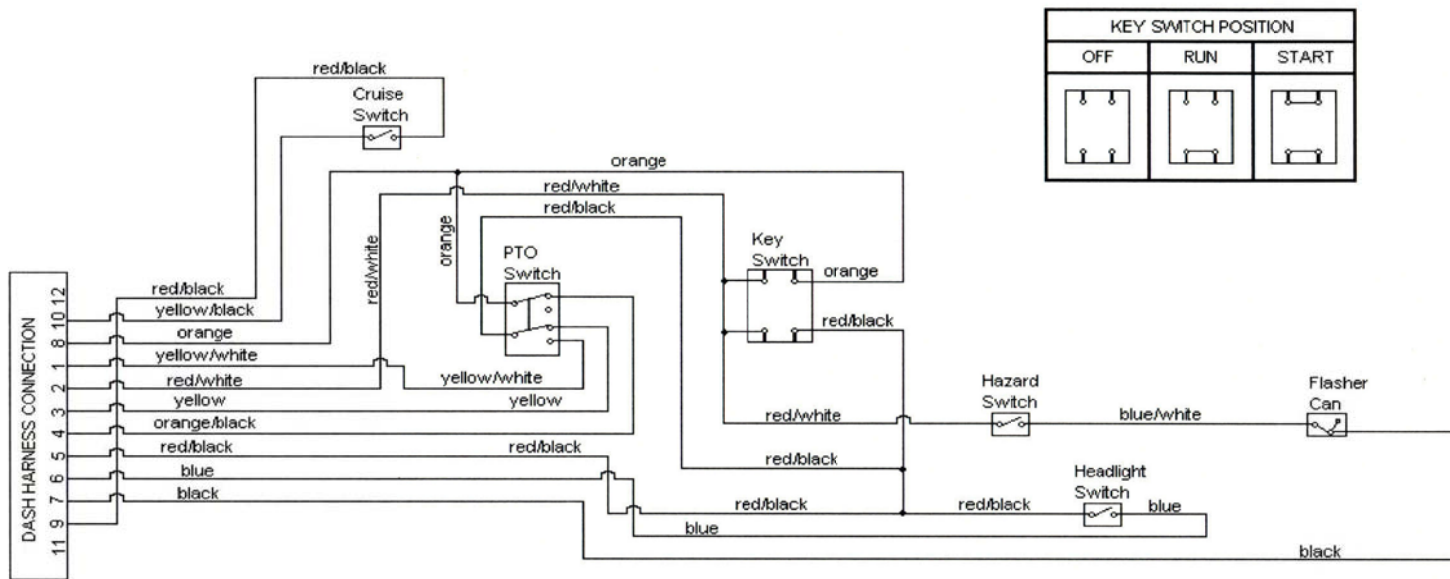 KEY SWITCH POSITION
OFF RUN START
red/black
Cruise
Switch
orange
red/white
red/black
orange
red/white
PTO
Switch
Key
Switch
orange
red/black
DASH HARNESS CONNECTION
12
10
8
1
2
3
4
5
6
7
9
11
red/black
yellow/black
orange
yellow/white
red/white
yellow
orange/black
red/black
blue
black
yellow/white
yellow
red/black
red/black
red/black
blue
red/white
Hazard
Switch
blue/white
Flasher
Can
red/black
Headlight
Switch
blue
black